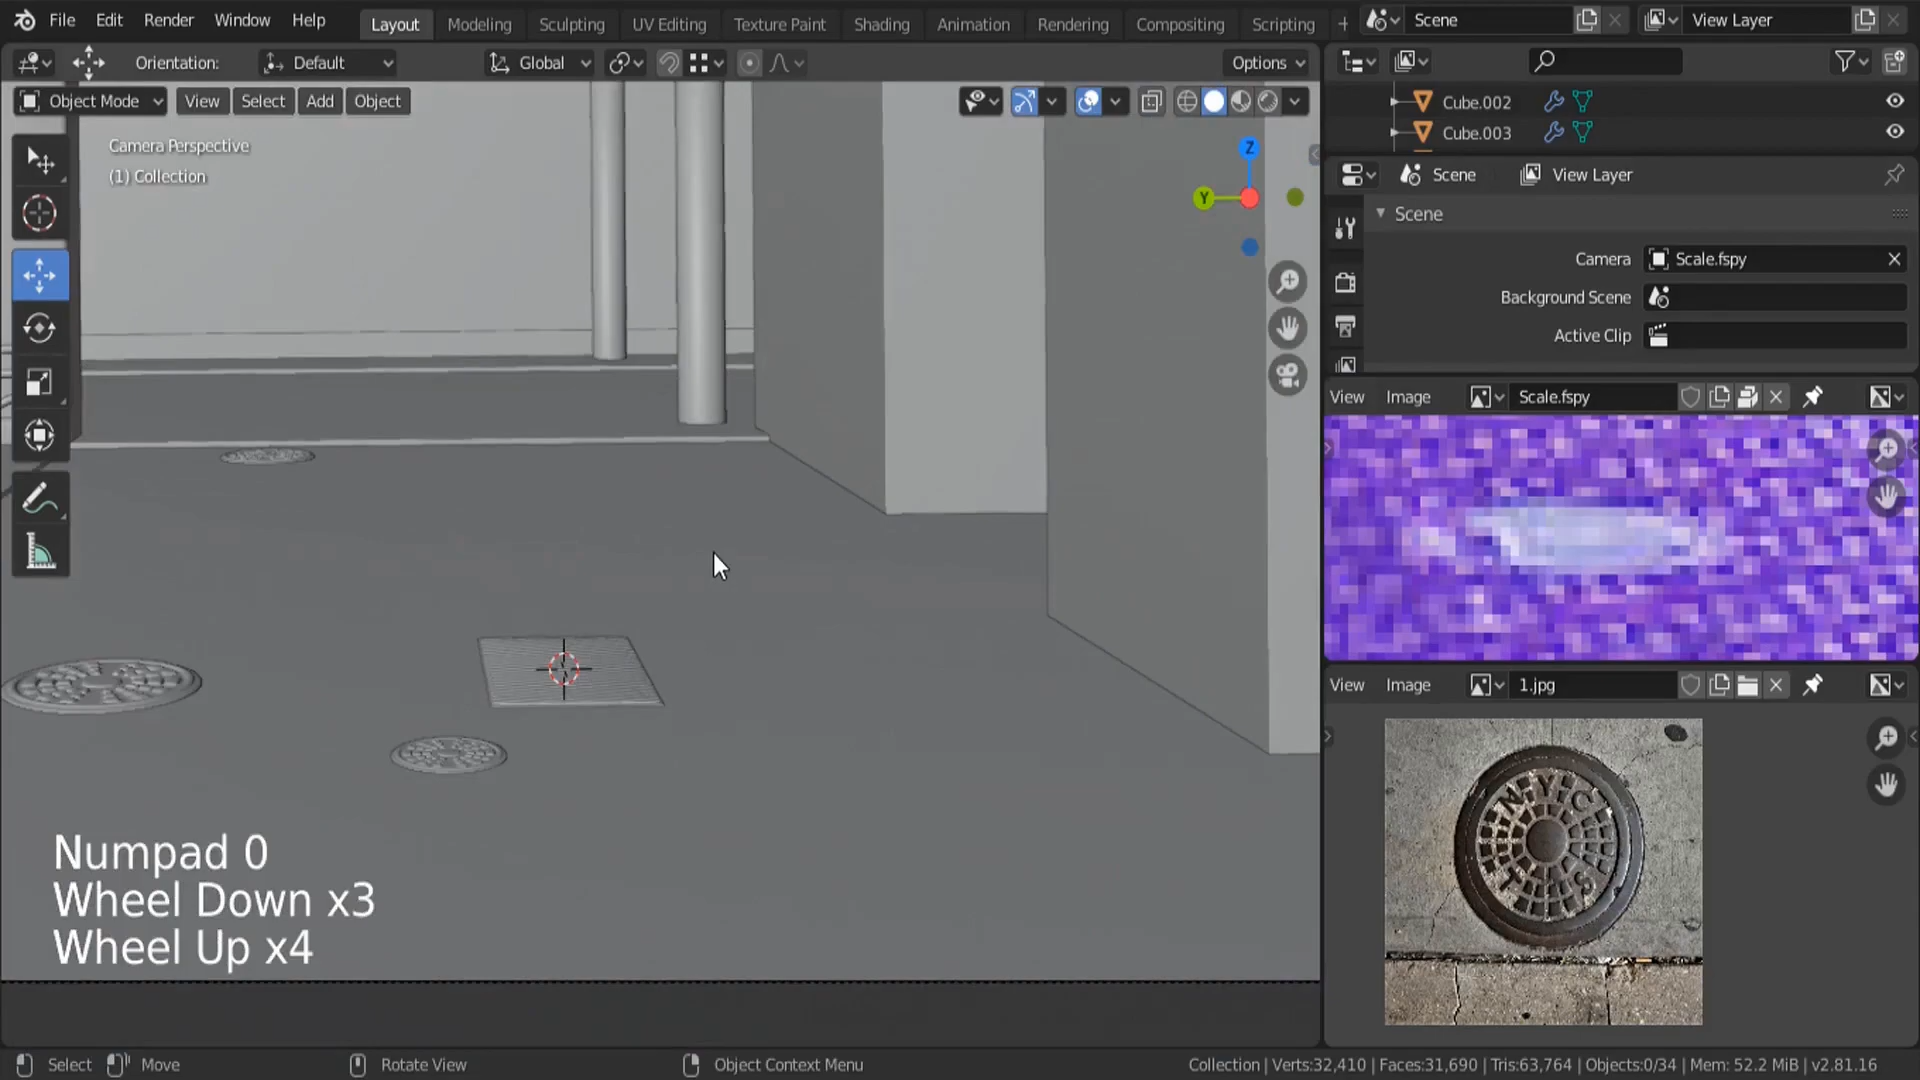 File Edit Render Window Help Layout Modeling Sculpting UV Editing Texture Paint Shading Animation Rendering Compositing Scripting + Scene View Layer
Orientation: Default Global Options
Object Mode View Select Add Object
Cube.002
Cube.003
Camera Perspective
(1) Collection
Z
Y
Scene View Layer
Scene
Camera Scale.fspy
Background Scene
Active Clip
View Image Scale.fspy
View Image 1.jpg
N Y C
S T I
Numpad 0
Wheel Down x3
Wheel Up x4
Select Move Rotate View Object Context Menu Collection | Verts:32,410 | Faces:31,690 | Tris:63,764 | Objects:0/34 | Mem: 52.2 MiB | v2.81.16